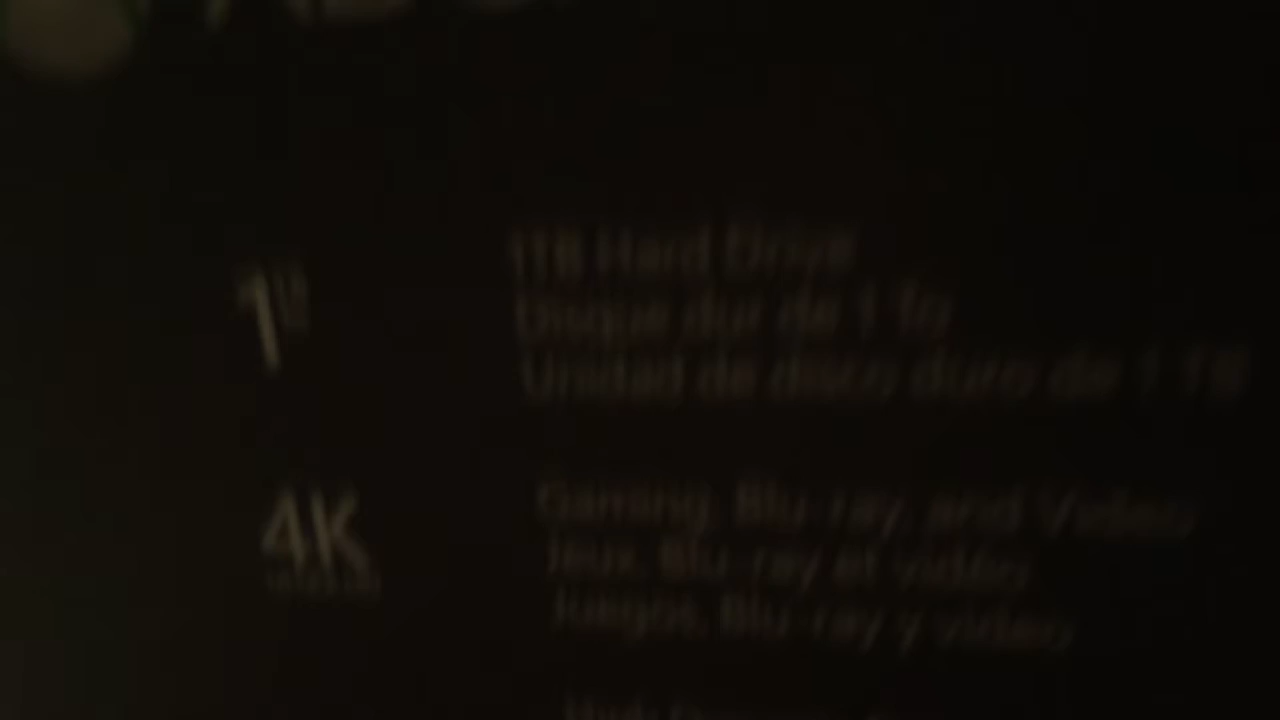 1TB
1TB Hard Drive
Disque dur de 1 To
Unidad de disco duro de 1 TB
4K
Gaming, Blu-ray, and Video
Jeux, Blu-ray et vidéo
Juegos, Blu-ray y video